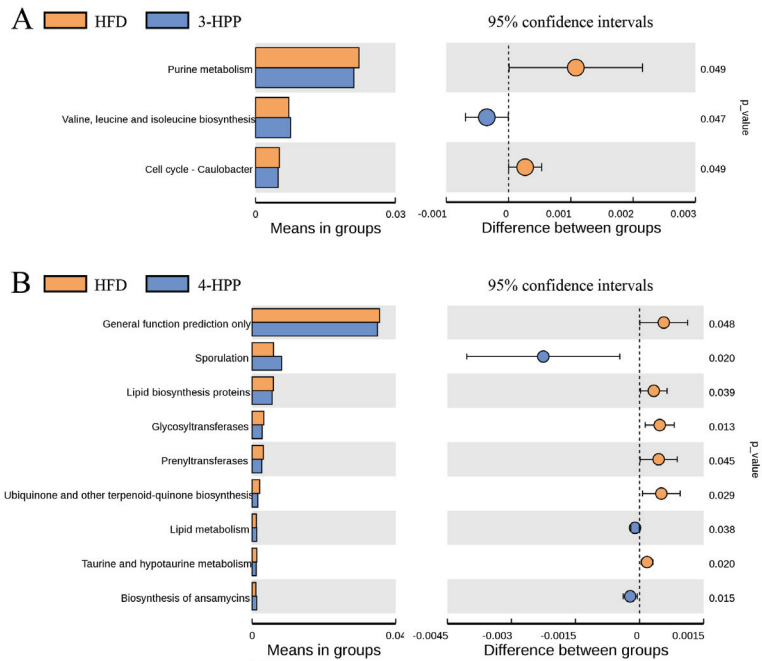 A HFD 3-HPP 95% confidence intervals
Purine metabolism 0.049
Valine, leucine and isoleucine biosynthesis 0.047
Cell cycle - Caulobacter 0.049
p_value
0 0.03 -0.001 0 0.001 0.002 0.003
Means in groups Difference between groups
B HFD 4-HPP 95% confidence intervals
General function prediction only 0.048
Sporulation 0.020
Lipid biosynthesis proteins 0.039
Glycosyltransferases 0.013
Prenyltransferases 0.045
Ubiquinone and other terpenoid-quinone biosynthesis 0.029
Lipid metabolism 0.038
Taurine and hypotaurine metabolism 0.020
Biosynthesis of ansamycins 0.015
p_value
0 0.04 -0.0045 -0.003 -0.0015 0 0.0015
Means in groups Difference between groups